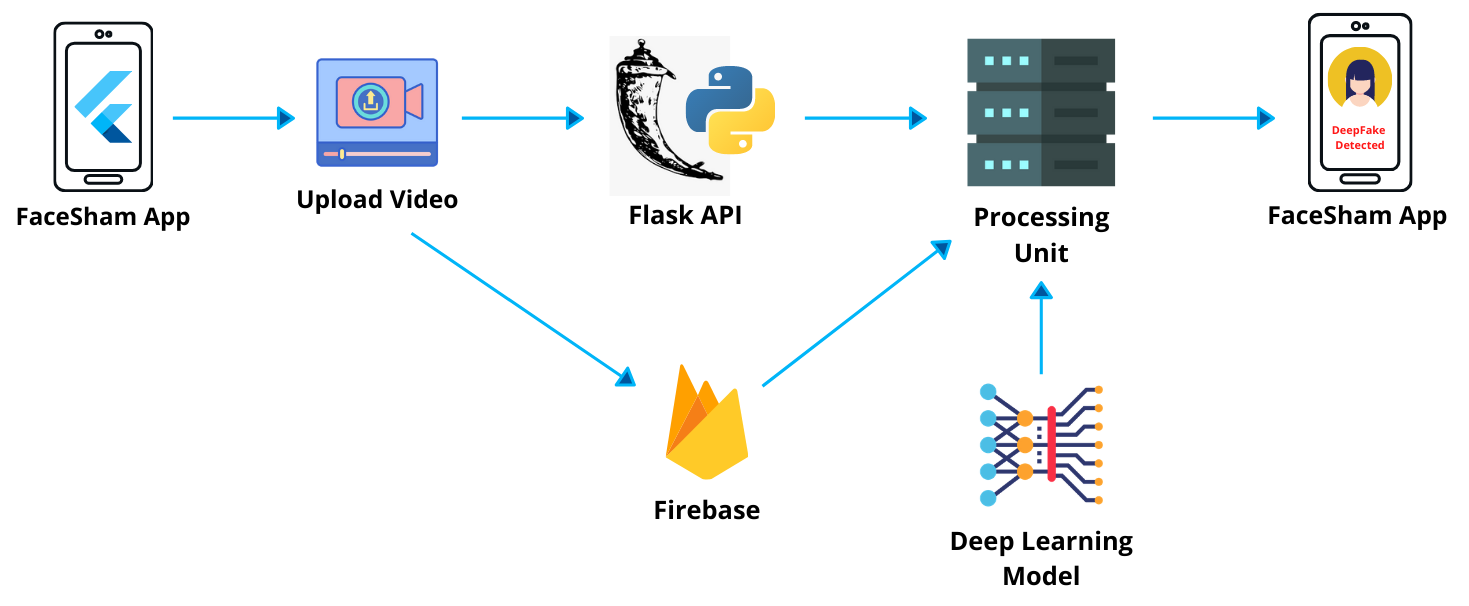 DeepFake
Detected
FaceSham App
Upload Video
Flask API
Processing
Unit
FaceSham App
Firebase
Deep Learning
Model